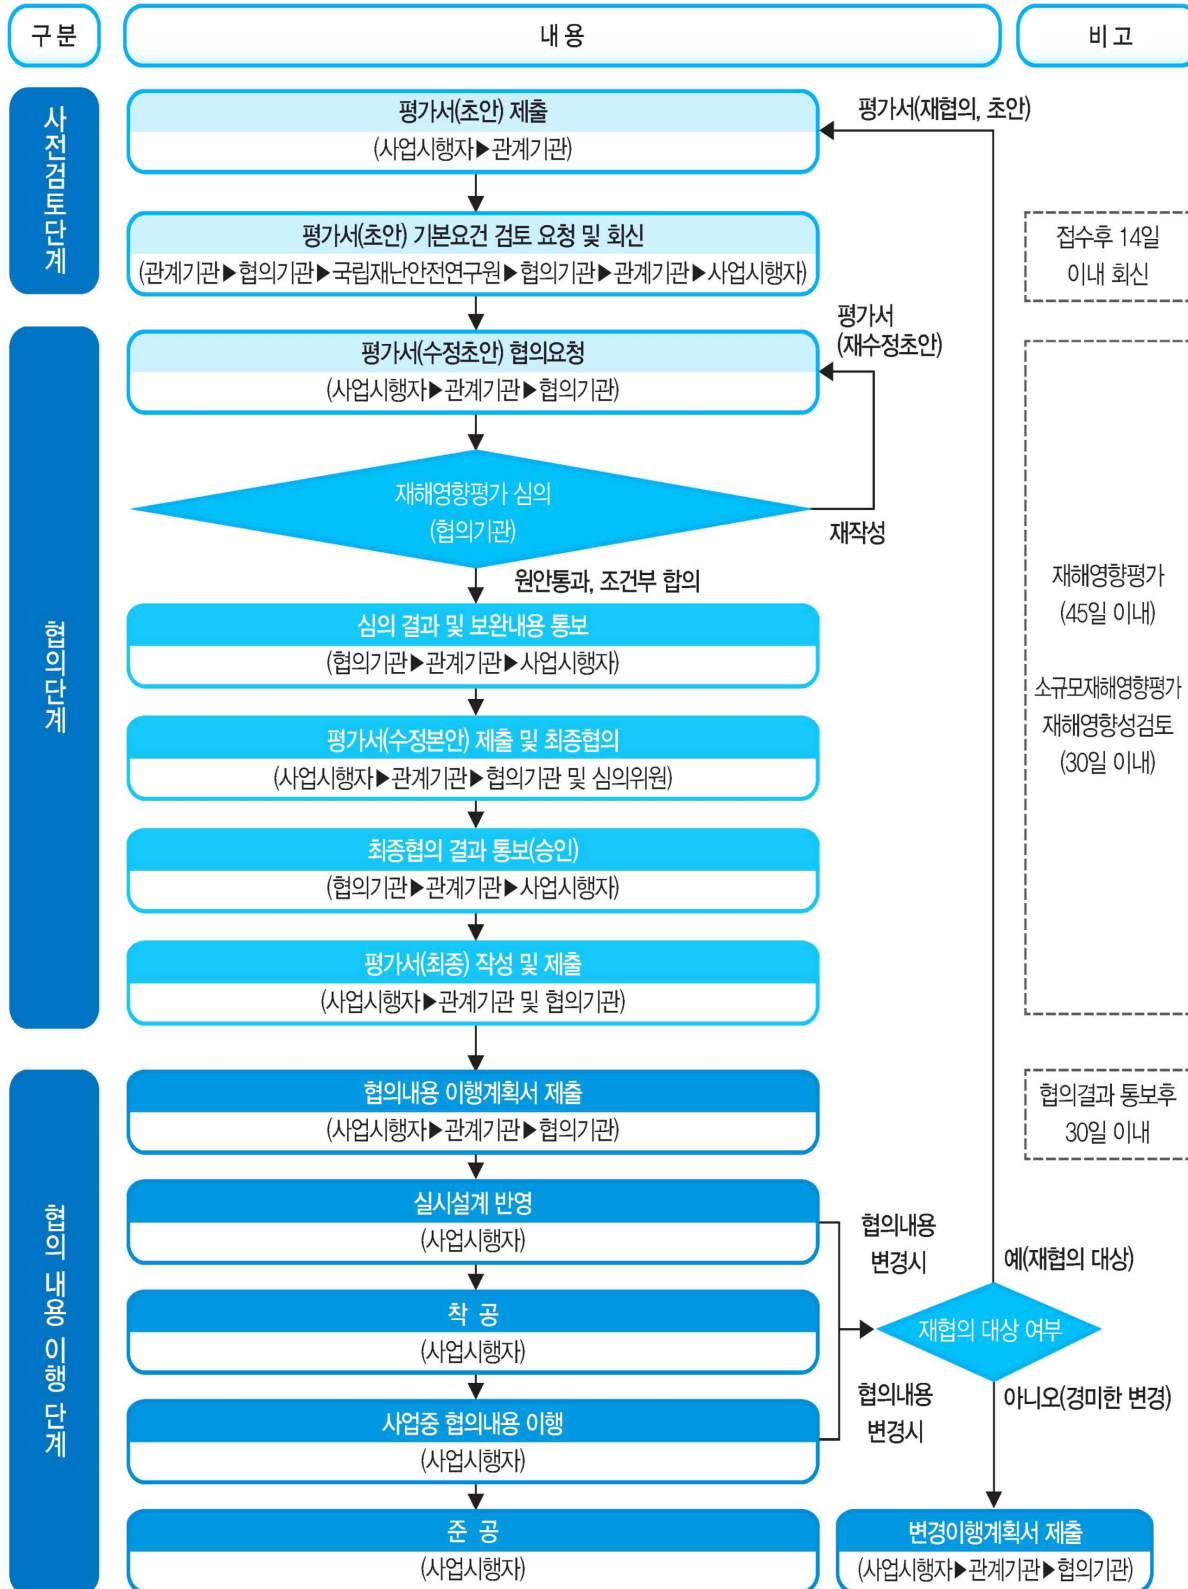 구분
내용
비고
사전검토단계
평가서(초안) 제출
(사업시행자▶관계기관)
평가서(재협의, 초안)
평가서(초안) 기본요건 검토 요청 및 회신
(관계기관▶협의기관▶국립재난안전연구원▶협의기관▶관계기관▶사업시행자)
접수후 14일
이내 회신
협의단계
평가서(수정초안) 협의요청
(사업시행자▶관계기관▶협의기관)
평가서
(재수정초안)
재해영향평가 심의
(협의기관)
재작성
원안통과, 조건부 합의
심의 결과 및 보완내용 통보
(협의기관▶관계기관▶사업시행자)
평가서(수정본안) 제출 및 최종협의
(사업시행자▶관계기관▶협의기관 및 심의위원)
최종협의 결과 통보(승인)
(협의기관▶관계기관▶사업시행자)
평가서(최종) 작성 및 제출
(사업시행자▶관계기관 및 협의기관)
재해영향평가
(45일 이내)
소규모재해영향평가
재해영향성검토
(30일 이내)
협의 내용 이행 단계
협의내용 이행계획서 제출
(사업시행자▶관계기관▶협의기관)
협의결과 통보후
30일 이내
실시설계 반영
(사업시행자)
협의내용
변경시
예(재협의 대상)
착 공
(사업시행자)
재협의 대상 여부
사업중 협의내용 이행
(사업시행자)
협의내용
변경시
아니오(경미한 변경)
준 공
(사업시행자)
변경이행계획서 제출
(사업시행자▶관계기관▶협의기관)